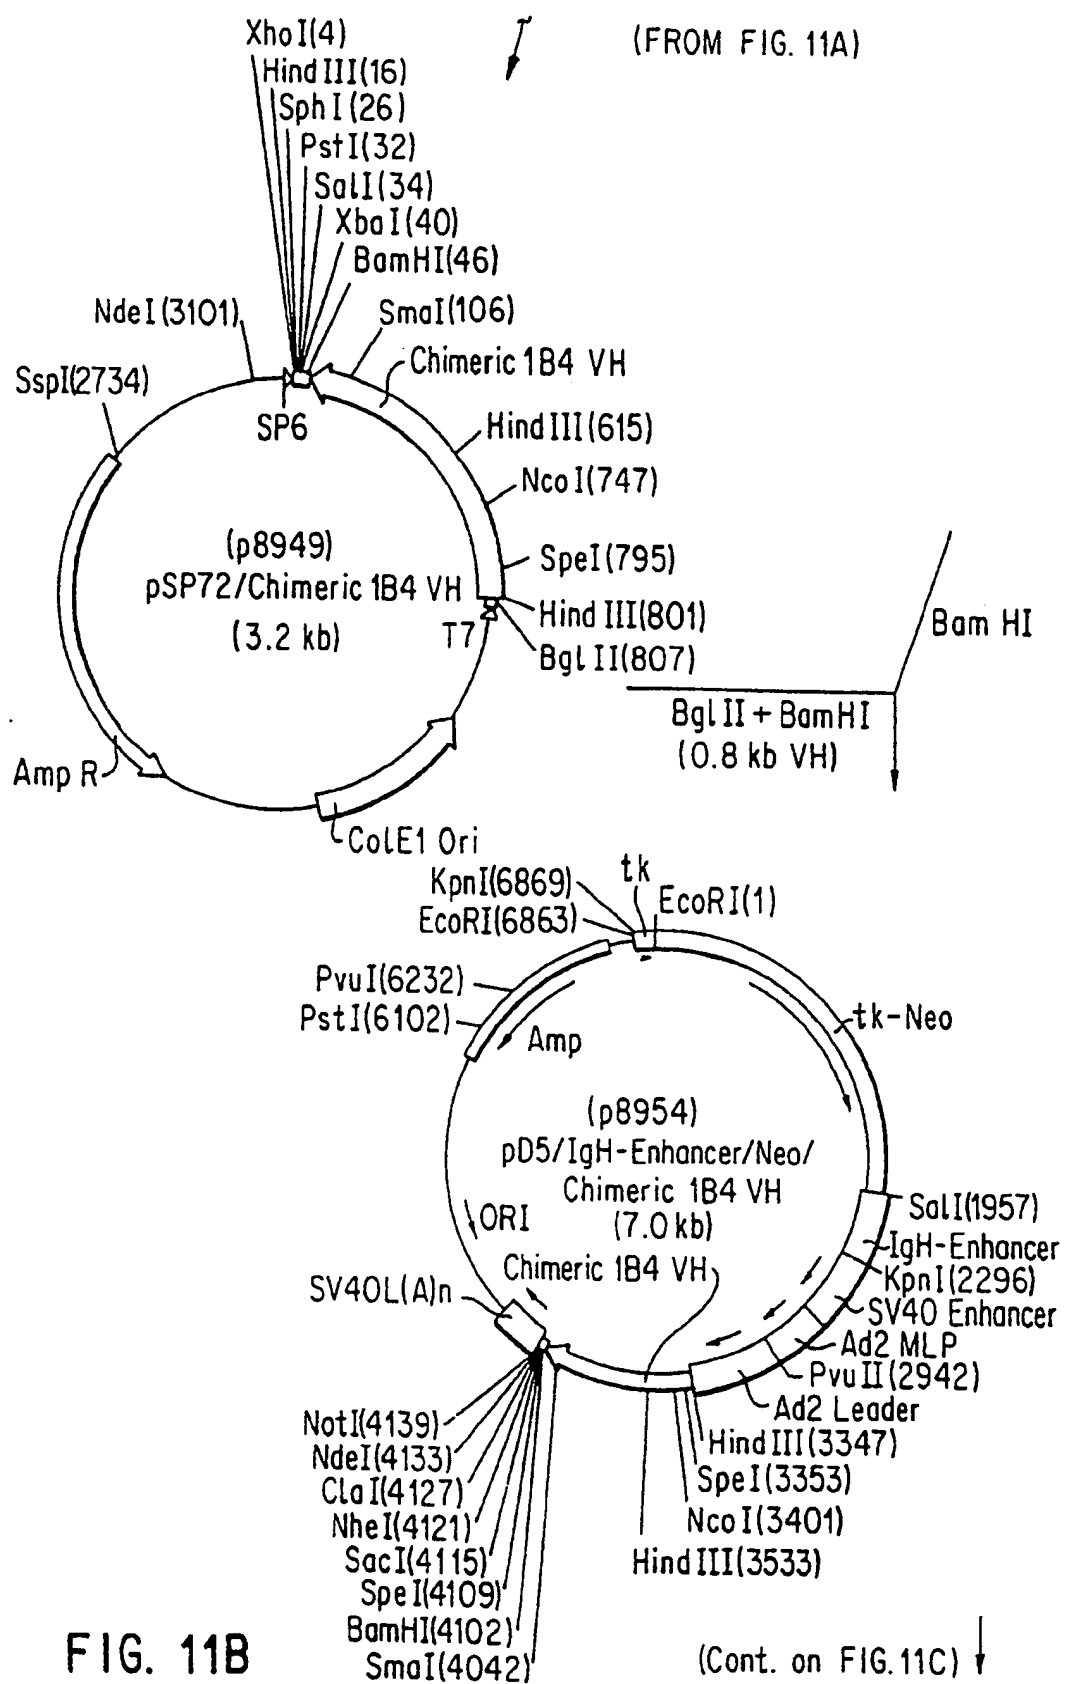 (FROM FIG. 11A)
XhoI(4)
HindIII(16)
SphI(26)
PstI(32)
SalI(34)
XbaI(40)
BamHI(46)
NdeI(3101)
SmaI(106)
Chimeric 1B4 VH
SspI(2734)
SP6
HindIII(615)
NcoI(747)
(p8949)
pSP72/Chimeric 1B4 VH
(3.2 kb)
SpeI(795)
HindIII(801)
T7
BglII(807)
Bam HI
BglII + BamHI
(0.8 kb VH)
Amp R
ColE1 Ori
KpnI(6869)
tk
EcoRI(1)
EcoRI(6863)
PvuI(6232)
PstI(6102)
Amp
tk-Neo
(p8954)
pD5/IgH-Enhancer/Neo/
Chimeric 1B4 VH
(7.0 kb)
ORI
SalI(1957)
IgH-Enhancer
Chimeric 1B4 VH
KpnI(2296)
SV40L(A)n
SV40 Enhancer
Ad2 MLP
PvuII(2942)
Ad2 Leader
HindIII(3347)
SpeI(3353)
NcoI(3401)
HindIII(3533)
NotI(4139)
NdeI(4133)
ClaI(4127)
NheI(4121)
SacI(4115)
SpeI(4109)
BamHI(4102)
SmaI(4042)
FIG. 11B
(Cont. on FIG.11C)